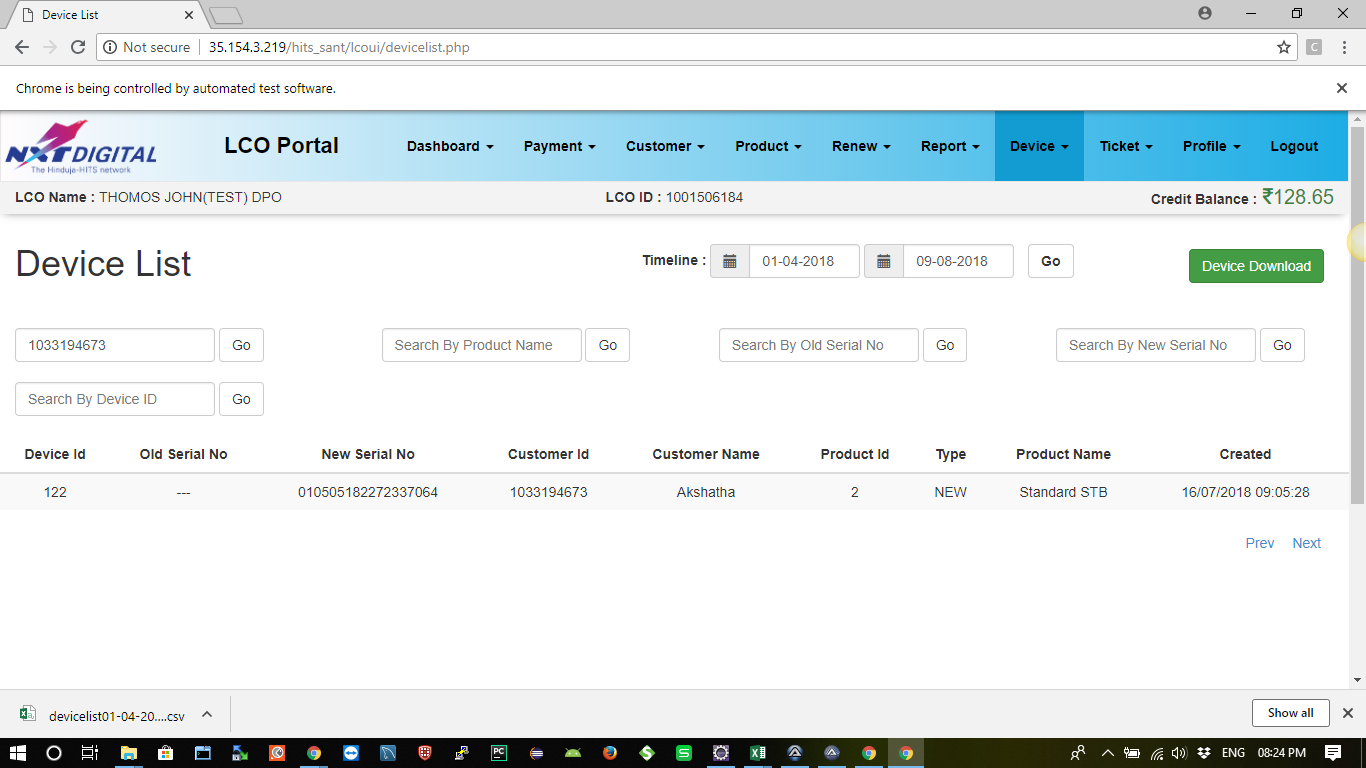 Device List
Not secure 35.154.3.219/hits_sant/lcoui/devicelist.php
Chrome is being controlled by automated test software.
NXT DIGITAL
The Hinduja-HITS network
LCO Portal Dashboard Payment Customer Product Renew Report Device Ticket Profile Logout
LCO Name : THOMOS JOHN(TEST) DPO LCO ID : 1001506184 Credit Balance : ₹128.65
Device List Timeline : 01-04-2018 09-08-2018 Go Device Download
1033194673 Go Search By Product Name Go Search By Old Serial No Go Search By New Serial No Go
Search By Device ID Go
Device Id Old Serial No New Serial No Customer Id Customer Name Product Id Type Product Name Created
122 --- 010505182272337064 1033194673 Akshatha 2 NEW Standard STB 16/07/2018 09:05:28
Prev Next
devicelist01-04-20....csv Show all
ENG 08:24 PM